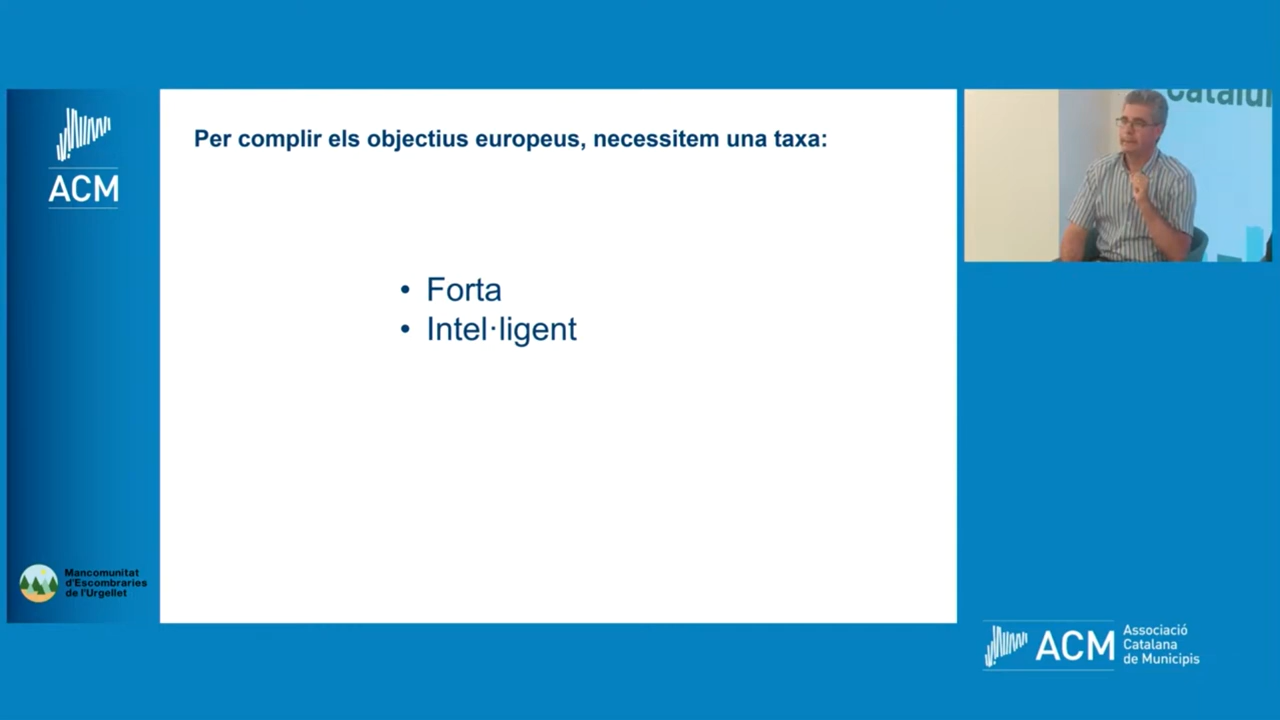 ACM
Per complir els objectius europeus, necessitem una taxa:
• Forta
• Intel·ligent
Mancomunitat
d'Escombraries
de l'Urgellet
ACM
Associació
Catalana
de Municipis